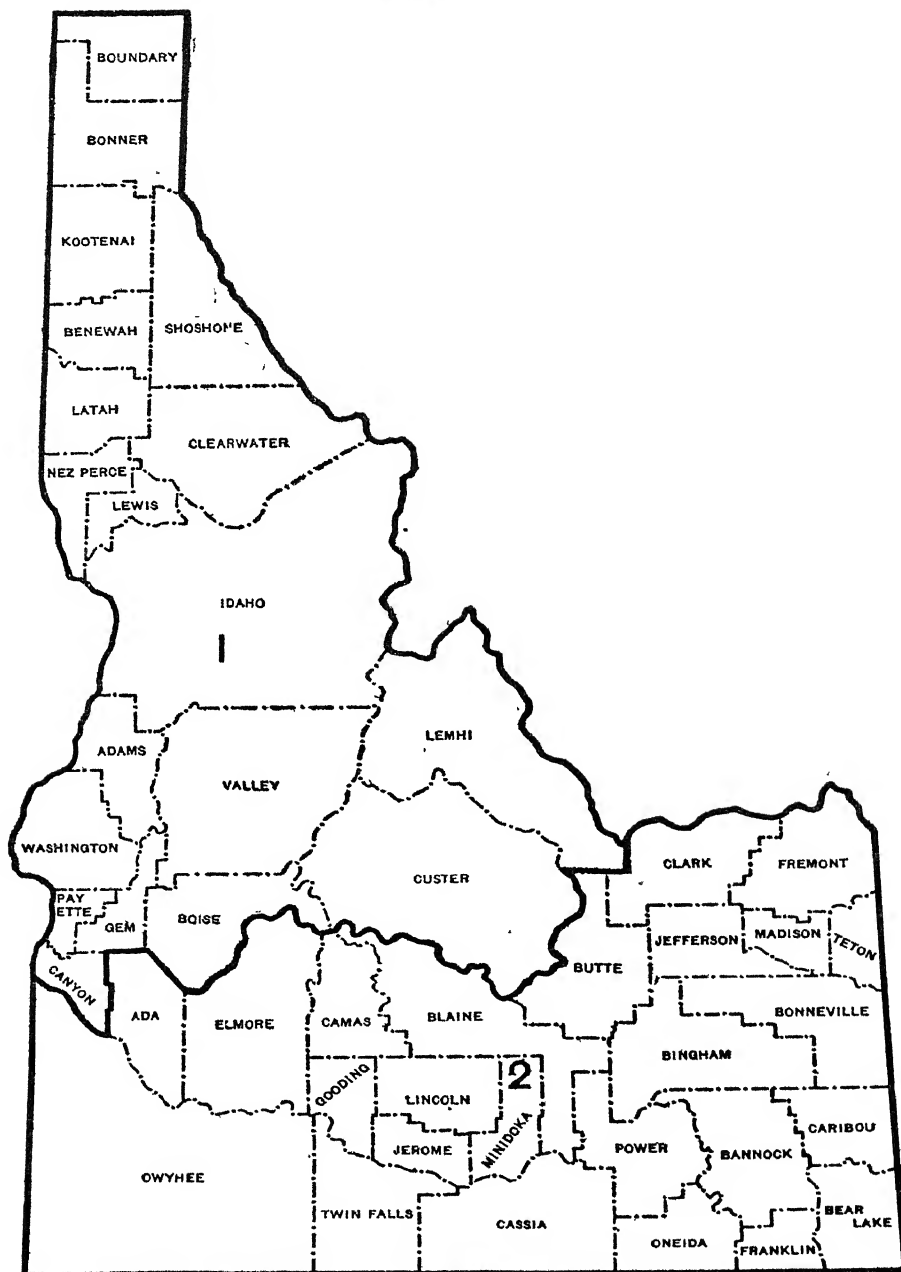 BOUNDARY
BONNER
KOOTENAI
BENEWAH
SHOSHONE
LATAH
CLEARWATER
NEZ PERCE
LEWIS
IDAHO
I
ADAMS
LEMHI
VALLEY
WASHINGTON
CUSTER
CLARK
FREMONT
PAY
ETTE
GEM
BOISE
JEFFERSON
MADISON
TETON
CANYON
ADA
ELMORE
CAMAS
BLAINE
BUTTE
BONNEVILLE
BINGHAM
GOODING
LINCOLN
2
MINIDOKA
JEROME
POWER
BANNOCK
CARIBOU
OWYHEE
TWIN FALLS
CASSIA
ONEIDA
FRANKLIN
BEAR
LAKE